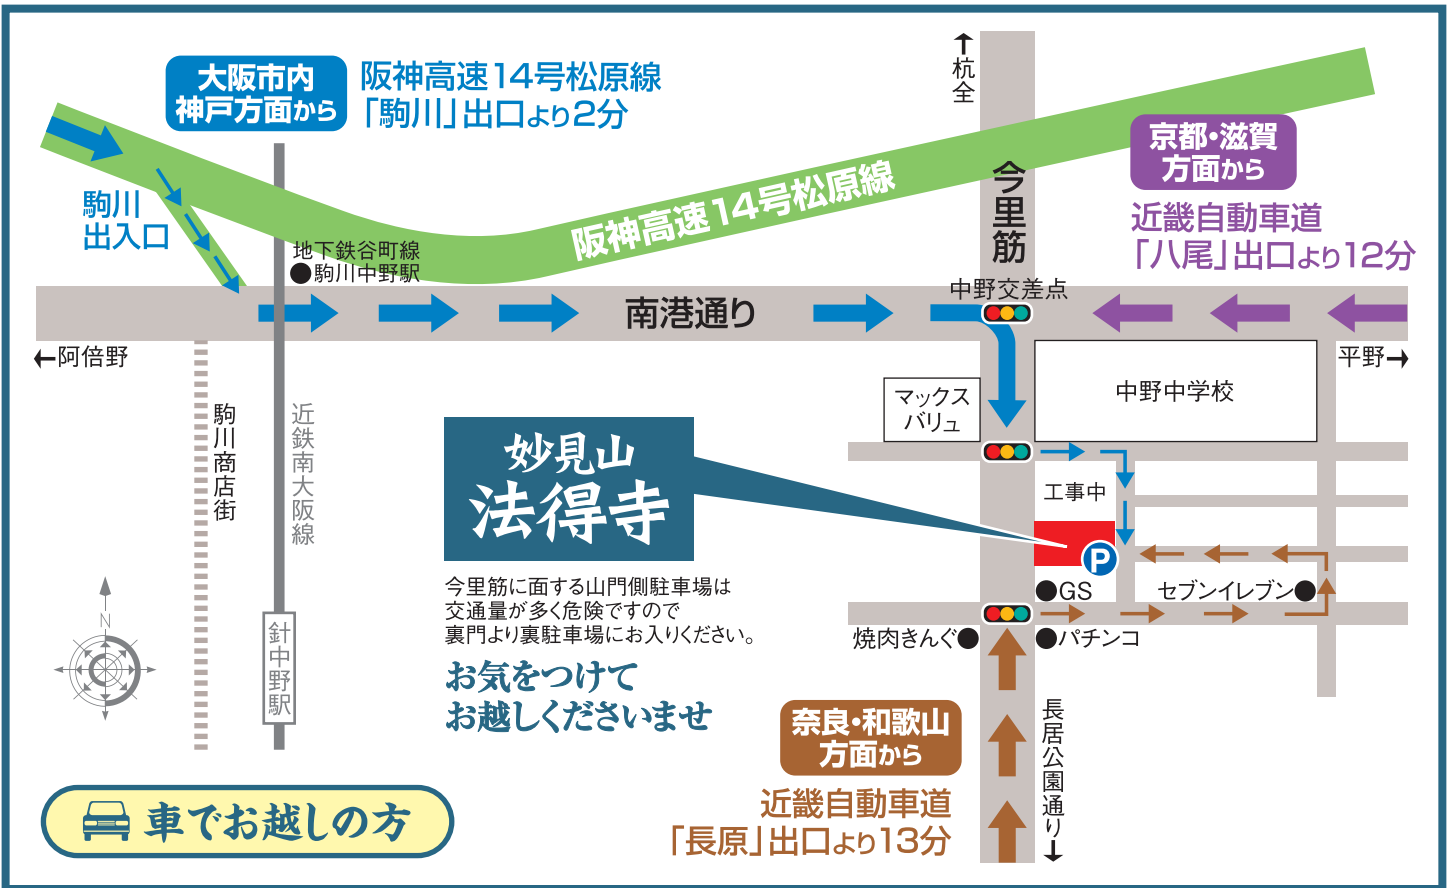 大阪市内
神戸方面から
阪神高速14号松原線
「駒川」出口より2分
↑杭全
京都・滋賀
方面から
近畿自動車道
「八尾」出口より12分
阪神高速14号松原線
今里筋
駒川
出入口
地下鉄谷町線
●駒川中野駅
中野交差点
南港通り
←阿倍野
平野→
マックス
バリュ
中野中学校
駒川商店街
近鉄南大阪線
妙見山
法得寺
工事中
P
今里筋に面する山門側駐車場は
交通量が多く危険ですので
裏門より裏駐車場にお入りください。
●GS
セブンイレブン●
焼肉きんぐ●
●パチンコ
お気をつけて
お越しくださいませ
N
針中野駅
奈良・和歌山
方面から
近畿自動車道
「長原」出口より13分
長居公園通り↓
車でお越しの方